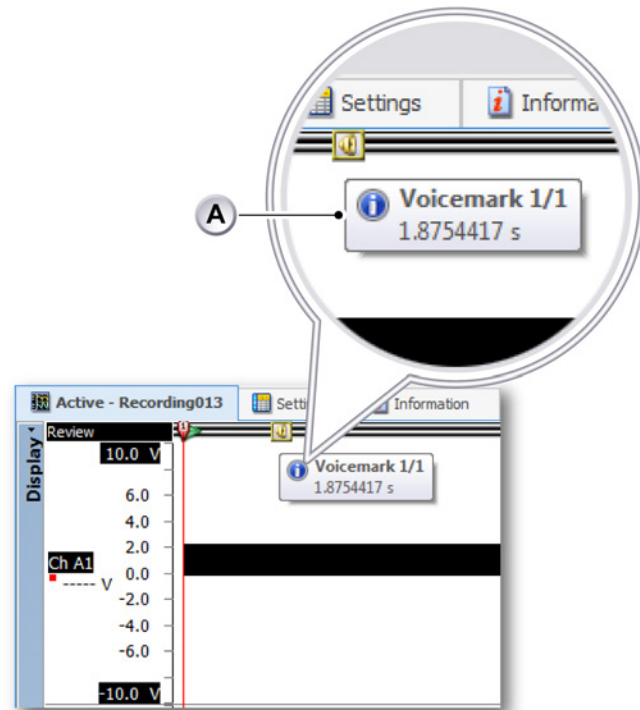 Settings
Informa
Voicemark 1/1
1.8754417 s
A
Active - Recording013
Setti
Information
Review
Display
10.0 V
Voicemark 1/1
1.8754417 s
6.0
4.0
2.0
Ch A1
0.0
----- V
-2.0
-4.0
-6.0
-10.0 V
1